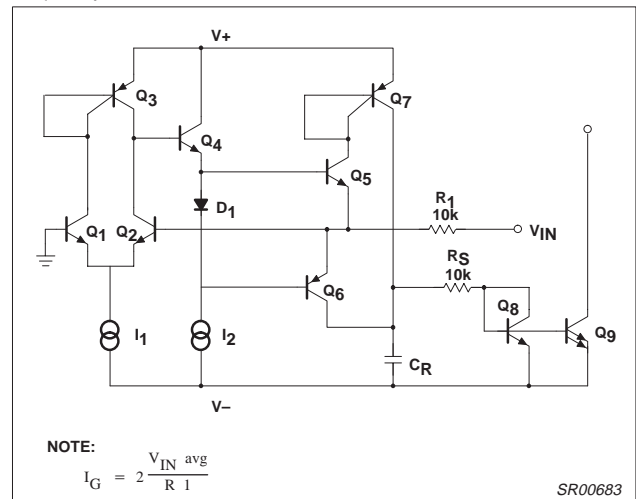 V+
Q3
Q7
Q4
Q5
D1
R1
10k
VIN
Q1
Q2
RS
10k
Q6
Q8
Q9
I1
I2
CR
V–
NOTE:
IG = 2 VIN avg
R 1
SR00683